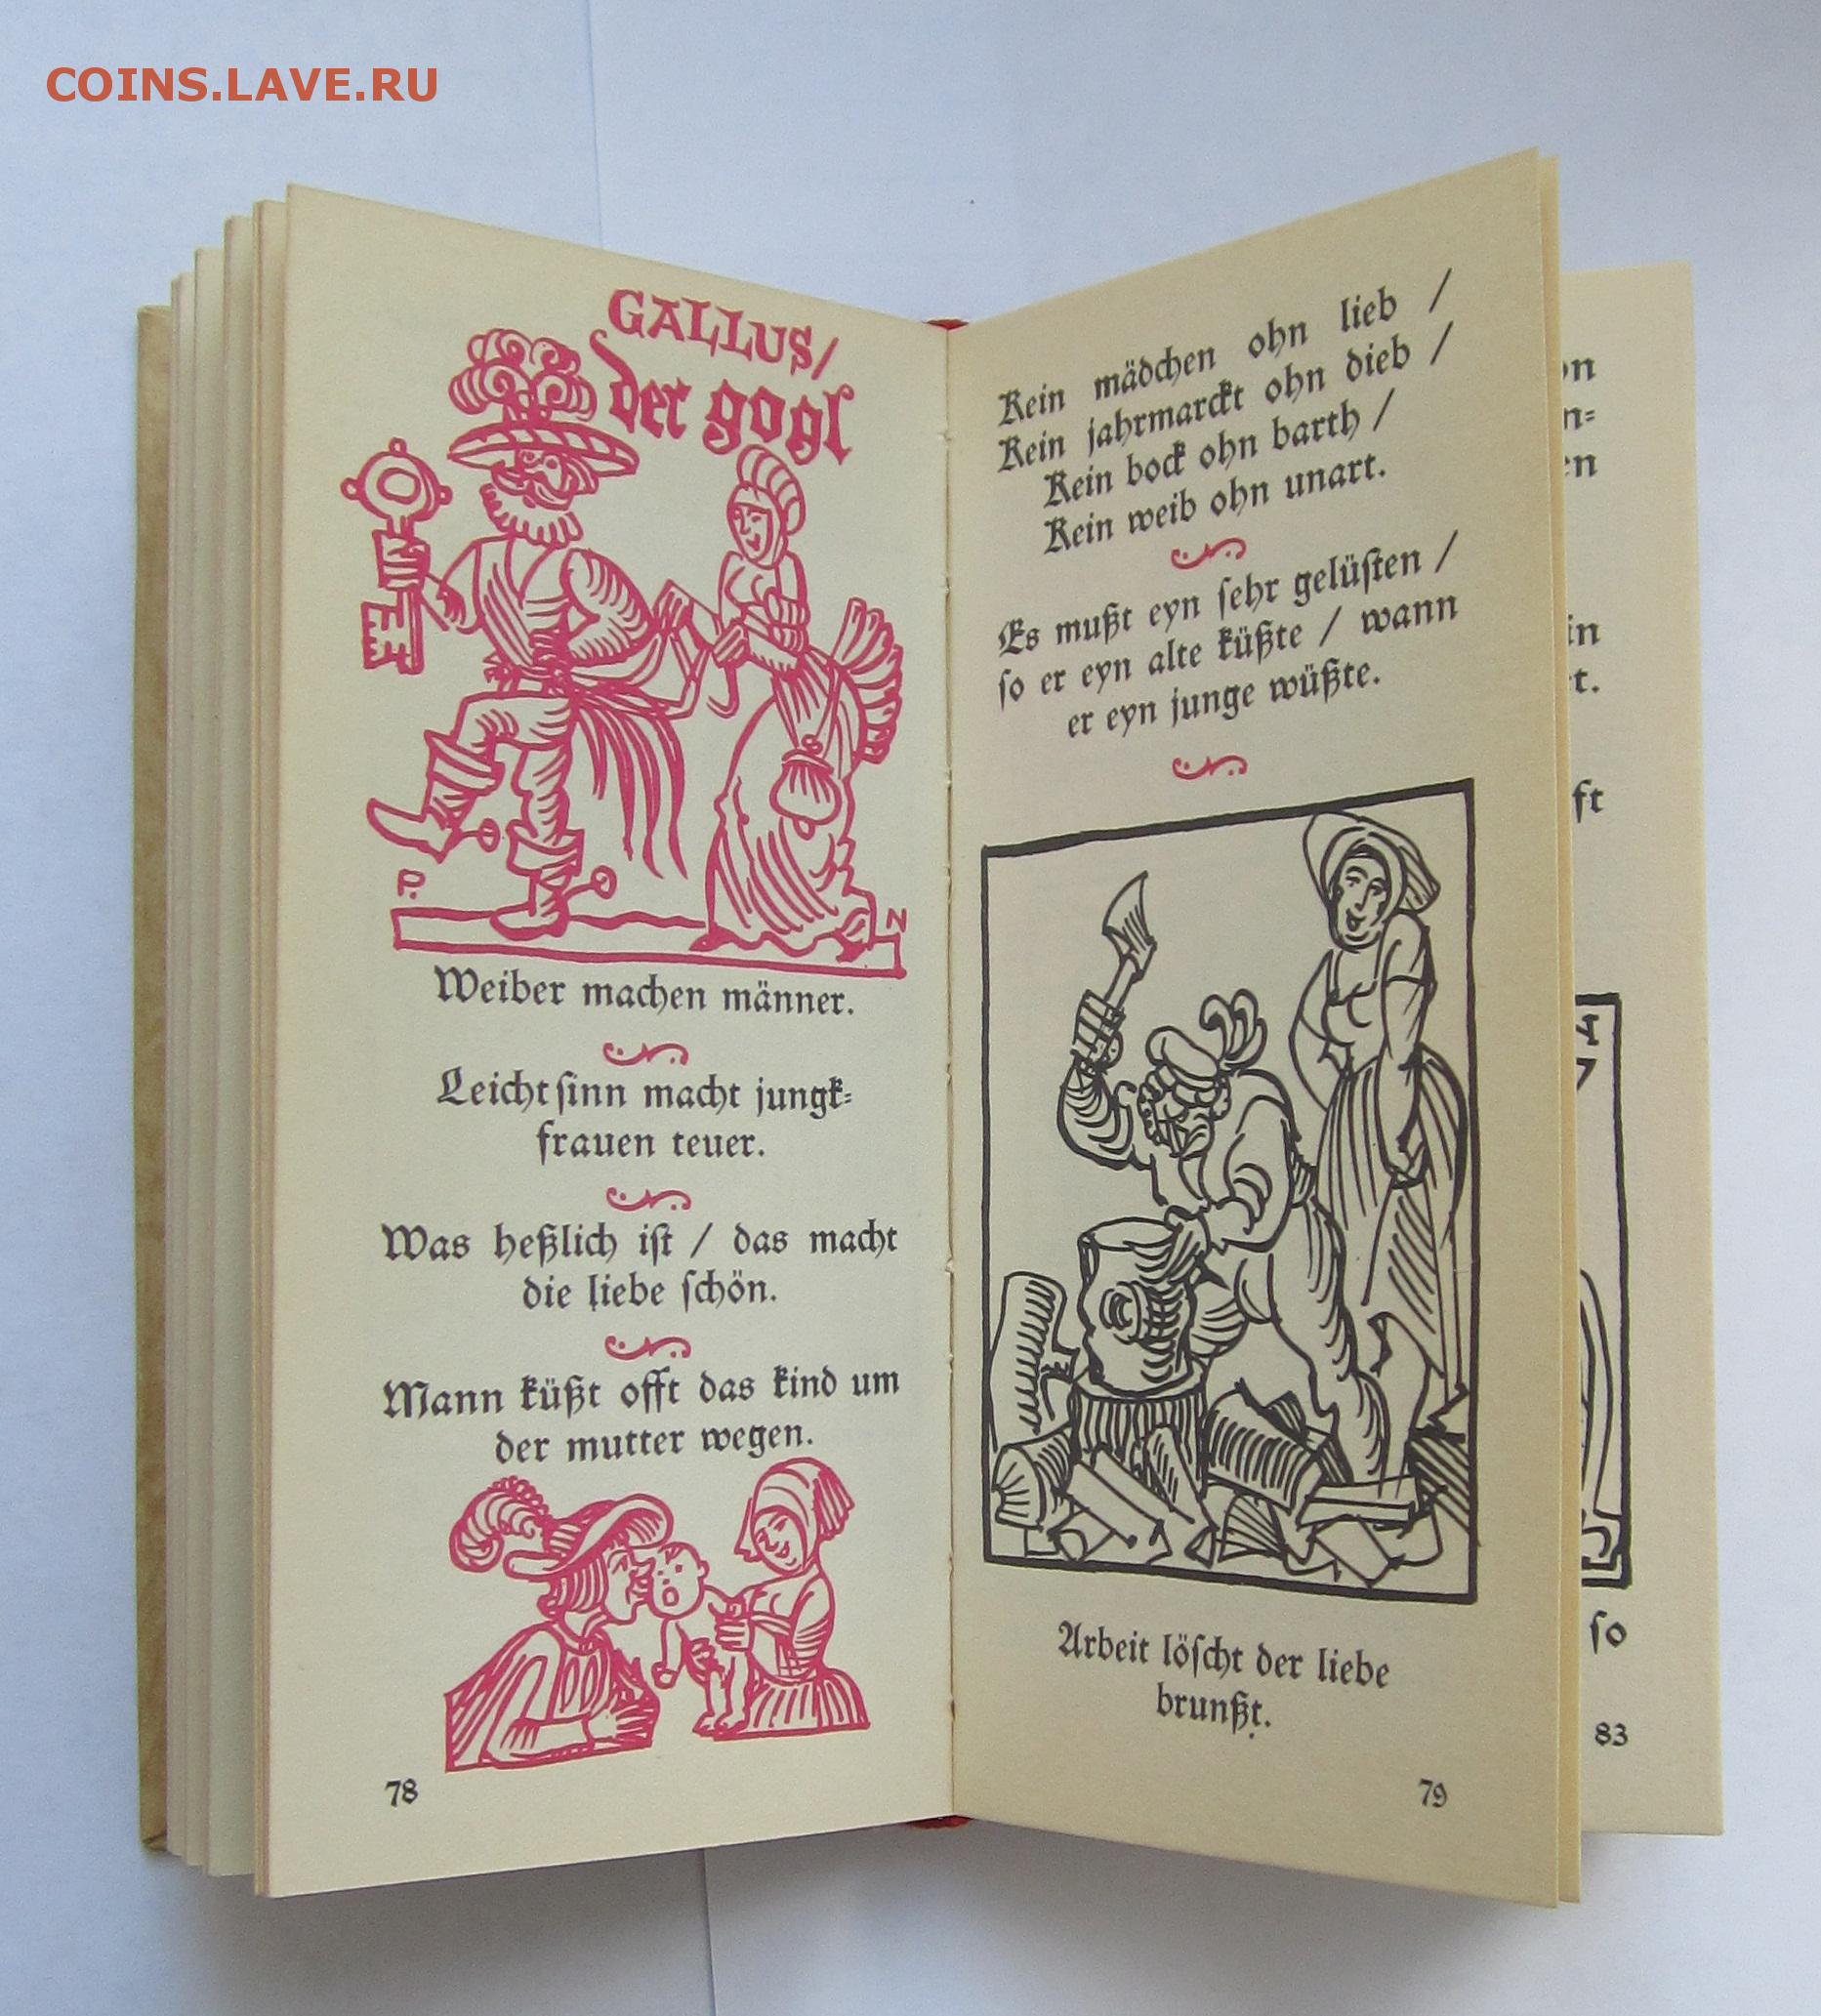 COINS.LAVE.RU
GALLUS/
der gogl
P.
N
Weiber machen männer.
Leichtſinn macht jungk=
frauen teuer.
Was heßlich iſt / das macht
die liebe ſchön.
Mann küßt offt das kind um
der mutter wegen.
78
Kein mädchen ohn lieb /
Kein jahrmarckt ohn dieb /
Kein bock ohn barth /
Kein weib ohn unart.
Es mußt eyn ſehr gelüſten /
ſo er eyn alte küßte / wann
er eyn junge wüßte.
Arbeit löſcht der liebe
brunßt.
79
ſo
83